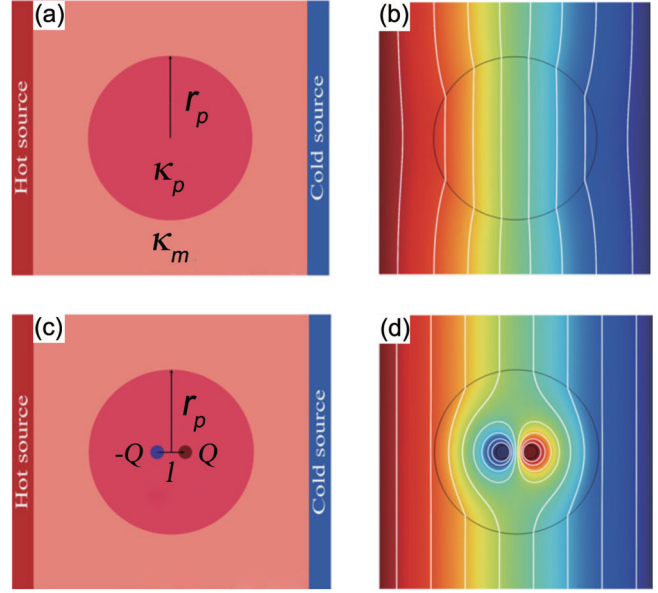 (a)
Hot source
r_p
κ_p
κ_m
Cold source
(b)
(c)
Hot source
r_p
-Q
Q
l
Cold source
(d)